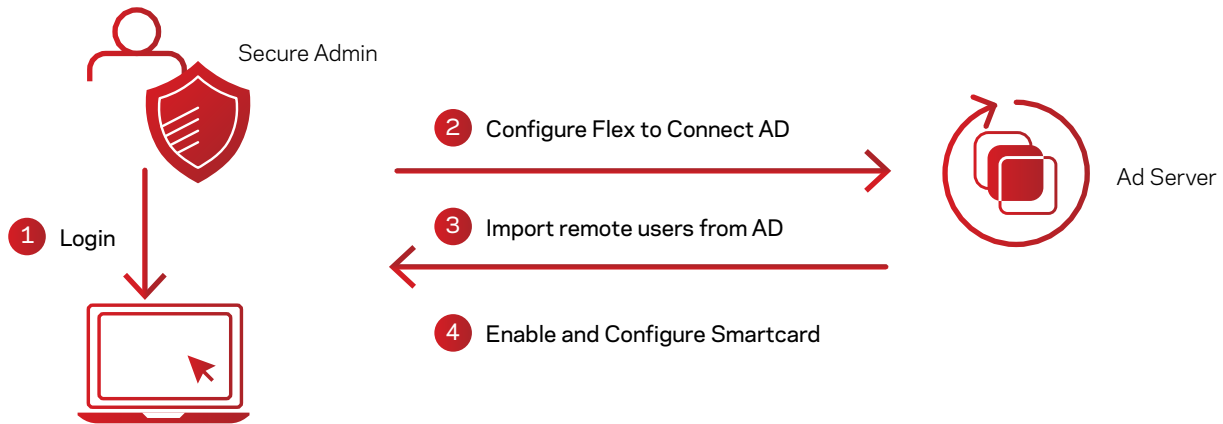 Secure Admin
2 Configure Flex to Connect AD
Ad Server
3 Import remote users from AD
1 Login
4 Enable and Configure Smartcard